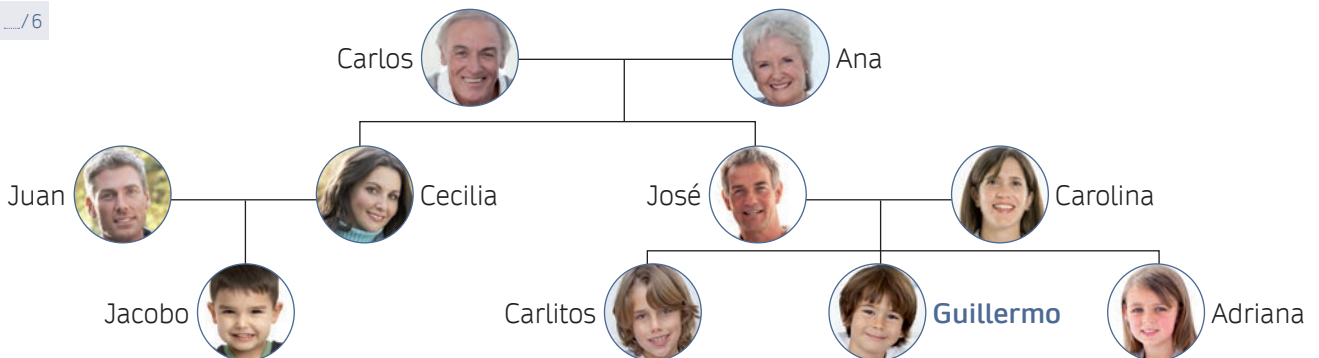 ..../6
Carlos
Ana
Juan
Cecilia
José
Carolina
Jacobo
Carlitos
Guillermo
Adriana